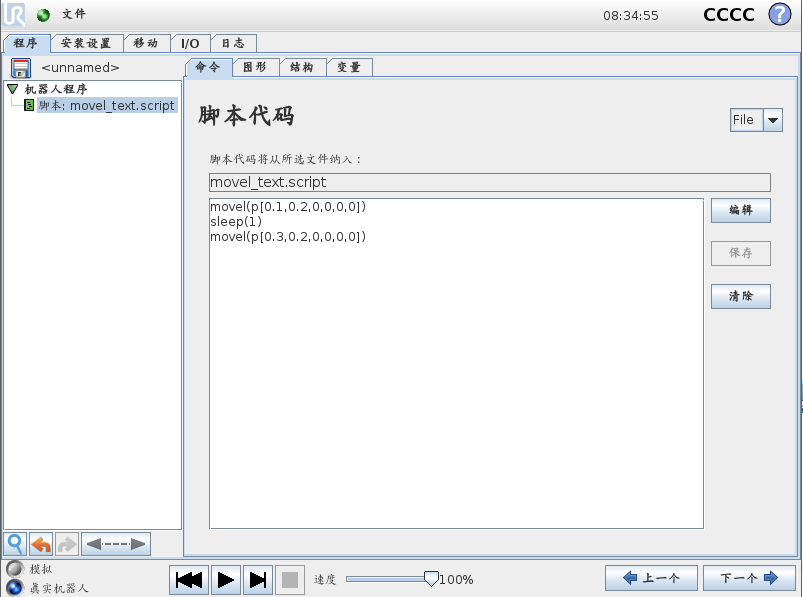 UR 文件 08:34:55 CCCC ?
程序 安装设置 移动 I/O 日志
<unnamed>
命令 图形 结构 变量
机器人程序
脚本: movel_text.script
脚本代码
File
脚本代码将从所选文件纳入：
movel_text.script
movel(p[0.1,0.2,0,0,0,0])
sleep(1)
movel(p[0.3,0.2,0,0,0,0])
编辑
保存
清除
模拟
真实机器人
速度 100%
上一个 下一个